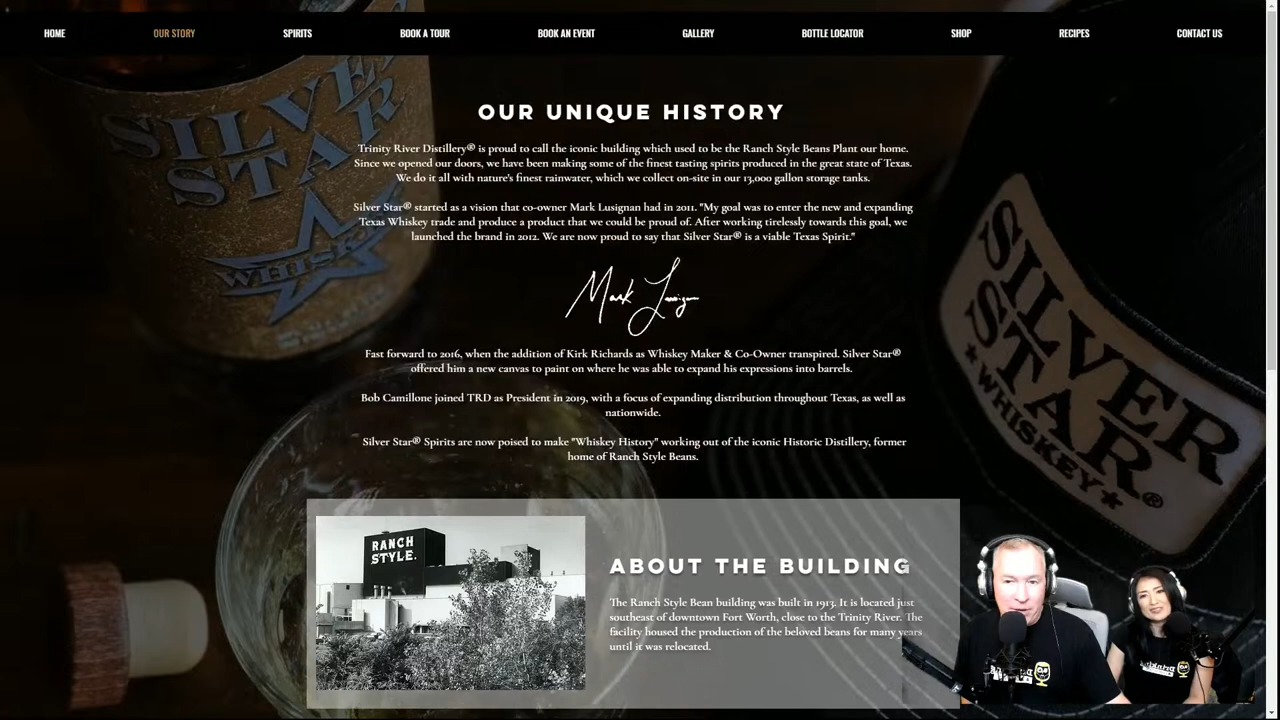 HOME OUR STORY SPIRITS BOOK A TOUR BOOK AN EVENT GALLERY BOTTLE LOCATOR SHOP RECIPES CONTACT US
OUR UNIQUE HISTORY
Trinity River Distillery® is proud to call the iconic building which used to be the Ranch Style Beans Plant our home.
Since we opened our doors, we have been making some of the finest tasting spirits produced in the great state of Texas.
We do it all with nature's finest rainwater, which we collect on-site in our 13,000 gallon storage tanks.
Silver Star® started as a vision that co-owner Mark Lusignan had in 2011. "My goal was to enter the new and expanding
Texas Whiskey trade and produce a product that we could be proud of. After working tirelessly towards this goal, we
launched the brand in 2012. We are now proud to say that Silver Star® is a viable Texas Spirit."
Mark Lusignan
Fast forward to 2016, when the addition of Kirk Richards as Whiskey Maker & Co-Owner transpired. Silver Star®
offered him a new canvas to paint on where he was able to expand his expressions into barrels.
Bob Camillone joined TRD as President in 2019, with a focus of expanding distribution throughout Texas, as well as
nationwide.
Silver Star® Spirits are now poised to make "Whiskey History" working out of the iconic Historic Distillery, former
home of Ranch Style Beans.
ABOUT THE BUILDING
The Ranch Style Bean building was built in 1913. It is located just
southeast of downtown Fort Worth, close to the Trinity River. The
facility housed the production of the beloved beans for many years
until it was relocated.
RANCH
STYLE.
SILVER
STAR
WHISK
SILVER
STAR
WHISKEY
®